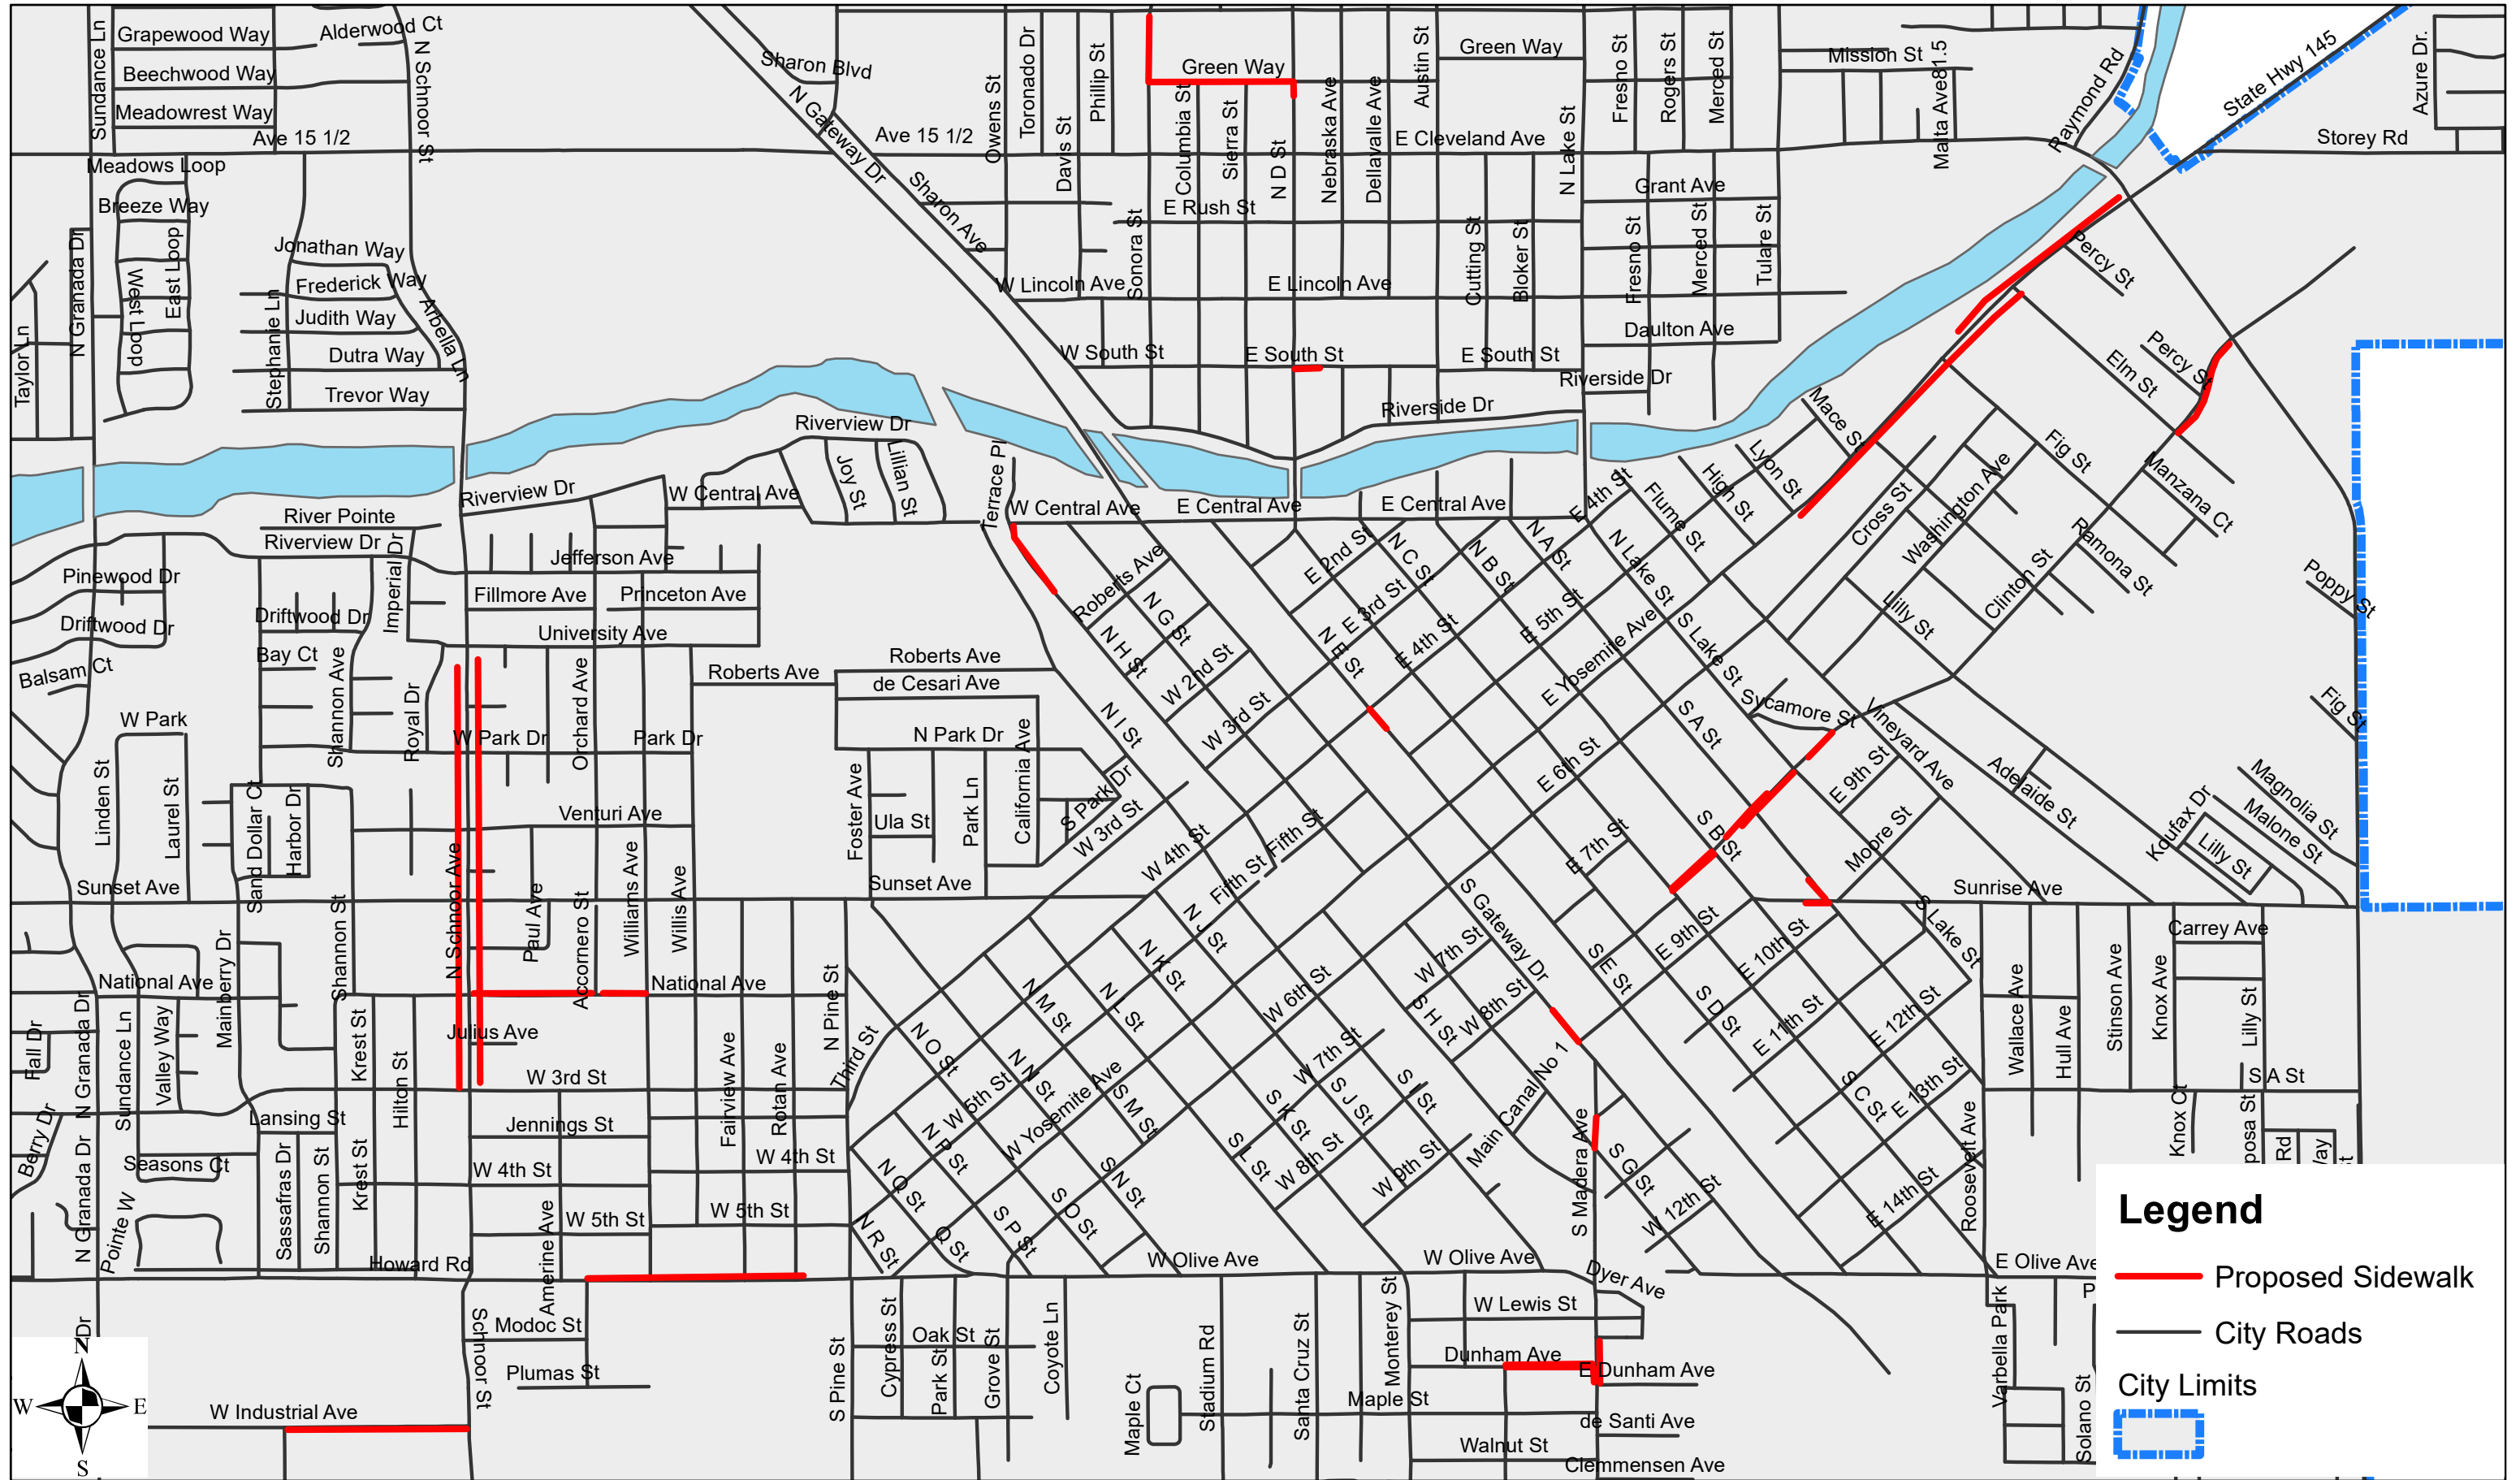 Grapewood Way
Alderwood Ct
Sundance Ln
N Schnoor St
Beechwood Way
Meadowrest Way
Ave 15 1/2
Sharon Blvd
N Gateway Dr
Ave 15 1/2
Owens St
Toronado Dr
Davis St
Phillip St
Green Way
Columbia St
Sierra St
N D St
Nebraska Ave
Dellavalle Ave
Austin St
Green Way
E Cleveland Ave
N Lake St
Fresno St
Rogers St
Merced St
Mission St
Malta Ave81.5
Raymond Rd
State Hwy 145
Azure Dr.
Storey Rd
Meadows Loop
Breeze Way
N Granada Dr
West Loop
East Loop
Taylor Ln
Jonathan Way
Frederick Way
Judith Way
Dutra Way
Trevor Way
Stephanie Ln
Arbella Ln
Sharon Ave
E Rush St
Sonora St
W Lincoln Ave
E Lincoln Ave
Cutting St
Bloker St
Grant Ave
Fresno St
Merced St
Tulare St
Daulton Ave
W South St
E South St
E South St
Riverside Dr
Riverside Dr
Percy St
Percy St
Elm St
Mace St
Lyon St
High St
Flume St
Fig St
Manzana Ct
Cross St
Washington Ave
Ramona St
Clinton St
Lilly St
Poppy St
Fig St
Riverview Dr
Joy St
Lillian St
Terrace Pl
W Central Ave
Riverview Dr
W Central Ave
E Central Ave
E Central Ave
E 4th St
River Pointe
Riverview Dr
Jefferson Ave
Imperial Dr
Pinewood Dr
Driftwood Dr
Driftwood Dr
Fillmore Ave
Princeton Ave
University Ave
Bay Ct
Balsam Ct
Shannon Ave
Royal Dr
Orchard Ave
Roberts Ave
Roberts Ave
de Cesari Ave
Roberts Ave
N G St
N H St
W 2nd St
W 3rd St
E 2nd St
E 3rd St
N C St
N B St
N A St
N E St
E 4th St
E 5th St
E Yosemite Ave
N Lake St
S Lake St
Sycamore St
Vineyard Ave
W Park
W Park Dr
Park Dr
N Park Dr
California Ave
N I St
S Park Dr
W 3rd St
W 4th St
Fifth St
Fifth St
E 6th St
E 7th St
S A St
S B St
E 9th St
Moore St
Adelaide St
Koufax Dr
Lilly St
Malone St
Magnolia St
Linden St
Laurel St
Sand Dollar Ct
Harbor Dr
Venturi Ave
Foster Ave
Ula St
Park Ln
Sunset Ave
Sunset Ave
Sunrise Ave
N Schnoor Ave
Paul Ave
Accornero St
Williams Ave
Willis Ave
National Ave
National Ave
Mainberry Dr
Shannon St
N Pine St
N J St
N K St
N L St
N M St
N N St
N O St
S Gateway Dr
W 7th St
W 8th St
S H St
W 6th St
W 7th St
S E St
E 9th St
E 10th St
S D St
E 11th St
E 12th St
S Lake St
Carrey Ave
Wallace Ave
Hull Ave
Stinson Ave
Knox Ave
Lilly St
S A St
Fall Dr
N Granada Dr
Sundance Ln
Valley Way
Krest St
Hilton St
Julius Ave
W 3rd St
Fairview Ave
Rotan Ave
Third St
W 5th St
W Yosemite Ave
S M St
S K St
S J St
S I St
Main Canal No 1
S Madera Ave
S C St
E 13th St
Berry Dr
N Granada Dr
Lansing St
Seasons Ct
Sassafras Dr
Shannon St
Krest St
Jennings St
W 4th St
W 4th St
W 5th St
W 5th St
Amerine Ave
N P St
N Q St
N R St
Q St
S P St
S O St
S N St
S L St
W 8th St
W 9th St
S G St
W 12th St
E 14th St
Roosevelt Ave
Knox Ct
posa St
Rd
Pointe W
Howard Rd
W Olive Ave
W Olive Ave
E Olive Ave
Dyer Ave
Dr
Schnoor St
Modoc St
Plumas St
W Industrial Ave
S Pine St
Cypress St
Oak St
Park St
Grove St
Coyote Ln
Maple Ct
Stadium Rd
Santa Cruz St
Monterey St
W Lewis St
Dunham Ave
E Dunham Ave
Maple St
de Santi Ave
Walnut St
Clemmensen Ave
Varbella Park
Solano St
P
Legend
Proposed Sidewalk
City Roads
City Limits
N
W
E
S